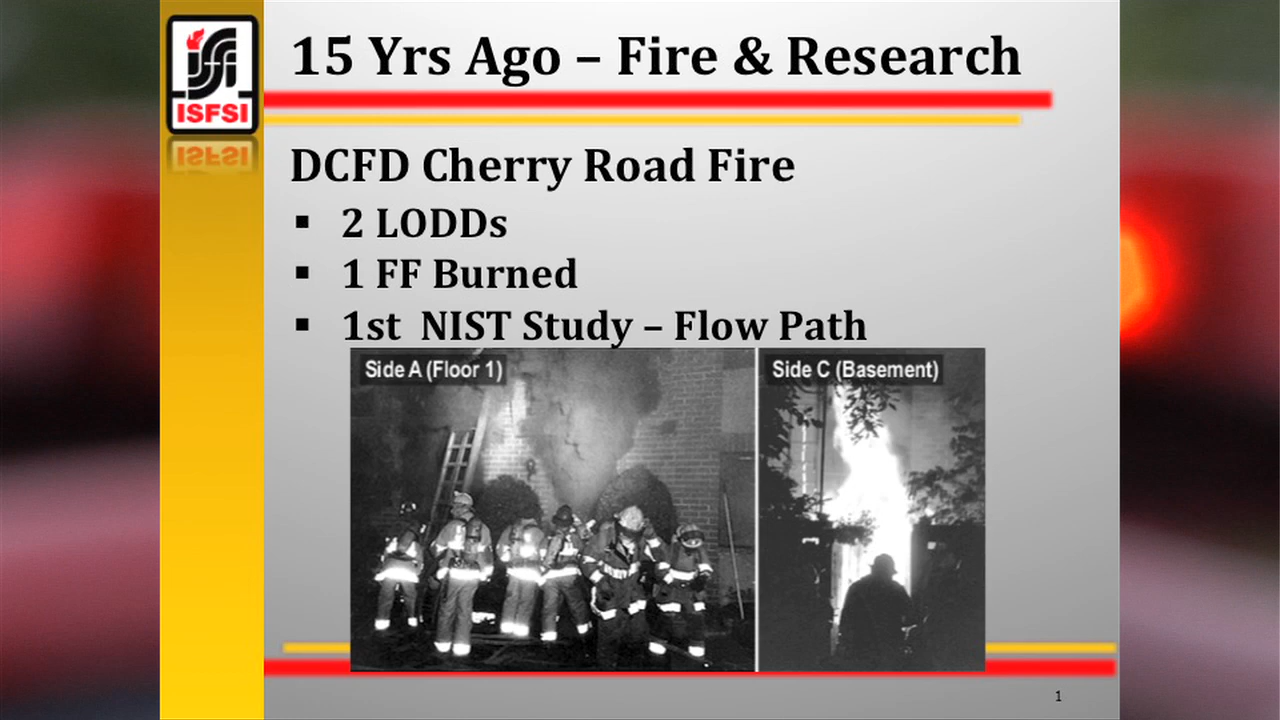 15 Yrs Ago – Fire & Research
ISFSI
DCFD Cherry Road Fire
▪ 2 LODDs
▪ 1 FF Burned
▪ 1st NIST Study – Flow Path
Side A (Floor 1)
Side C (Basement)
1